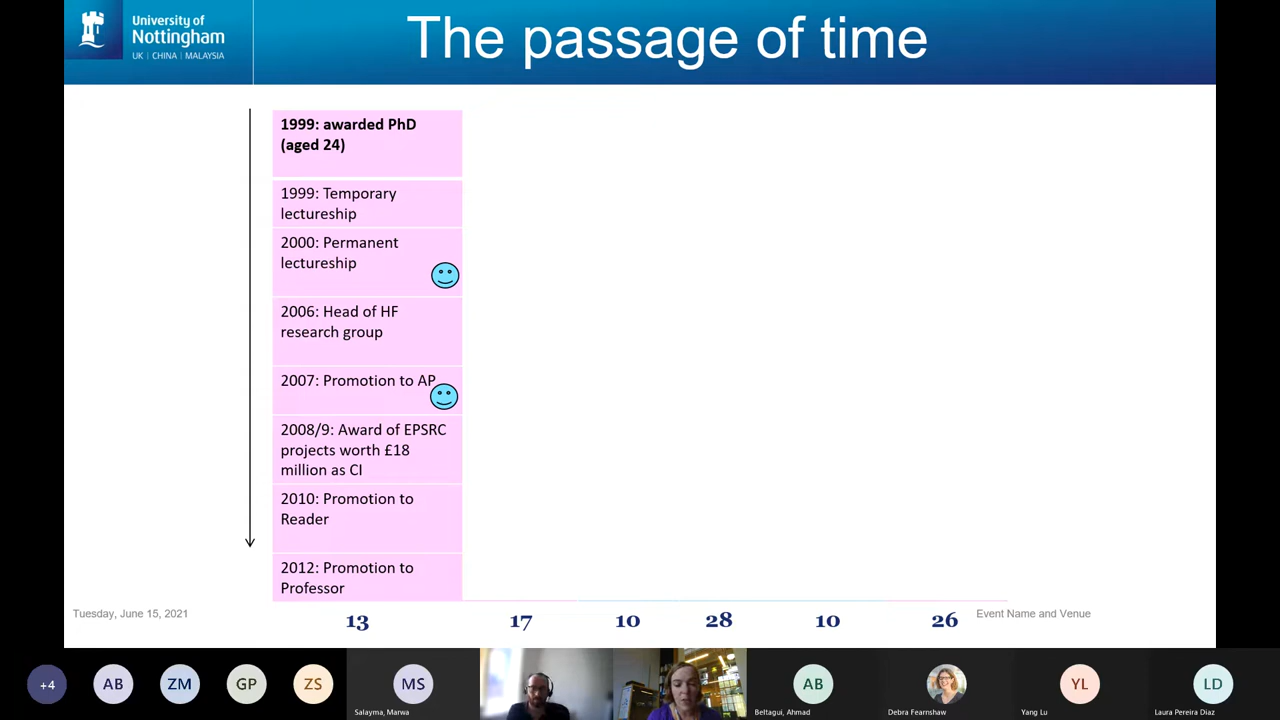 University of
Nottingham
UK | CHINA | MALAYSIA
The passage of time
1999: awarded PhD
(aged 24)
1999: Temporary
lectureship
2000: Permanent
lectureship
2006: Head of HF
research group
2007: Promotion to AP
2008/9: Award of EPSRC
projects worth £18
million as CI
2010: Promotion to
Reader
2012: Promotion to
Professor
Tuesday, June 15, 2021
13
17
10
28
10
26
Event Name and Venue
+4
AB
ZM
GP
ZS
MS
AB
YL
LD
Salayma, Marwa
Beltagui, Ahmad
Debra Fearnshaw
Yang Lu
Laura Pereira Diaz